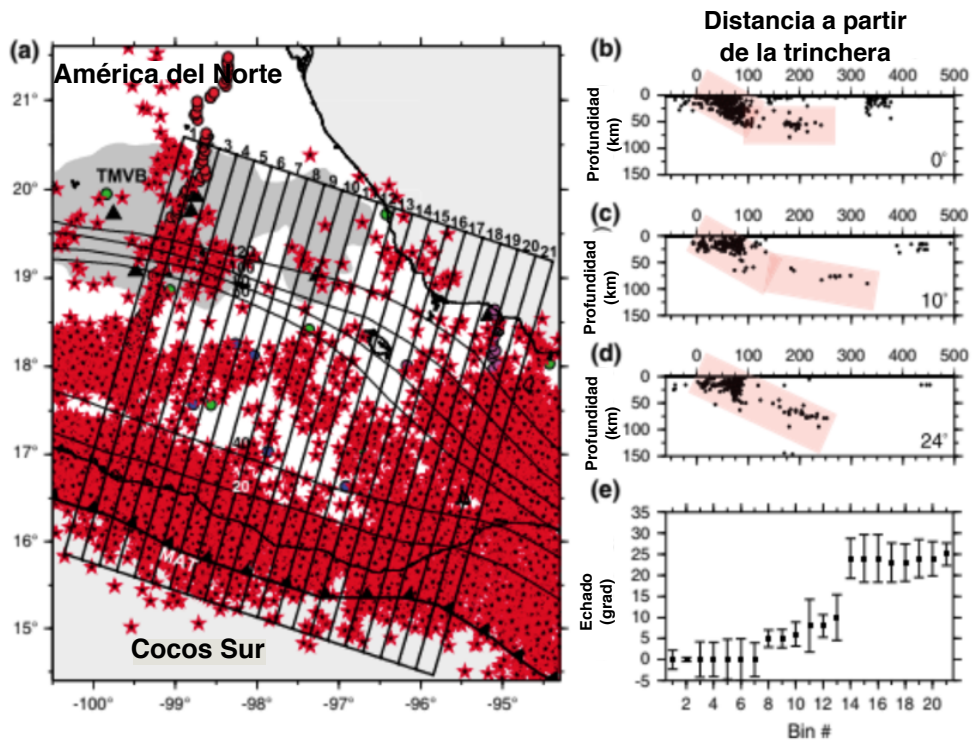 (a)
América del Norte
TMVB
3 4 5 6 7 8 9 10 11 12 13 14 15 16 17 18 19 20 21
40
20
MAT
Cocos Sur
21°
20°
19°
18°
17°
16°
15°
-100° -99° -98° -97° -96° -95°
Distancia a partir
de la trinchera
(b)
0 100 200 300 400 500
Profundidad
(km)
0
50
100
150
0°
(c)
0 100 200 300 400 500
Profundidad
(km)
0
50
100
150
10°
(d)
0 100 200 300 400 500
Profundidad
(km)
0
50
100
150
24°
(e)
Echado
(grad)
35
30
25
20
15
10
5
0
-5
2 4 6 8 10 12 14 16 18 20
Bin #